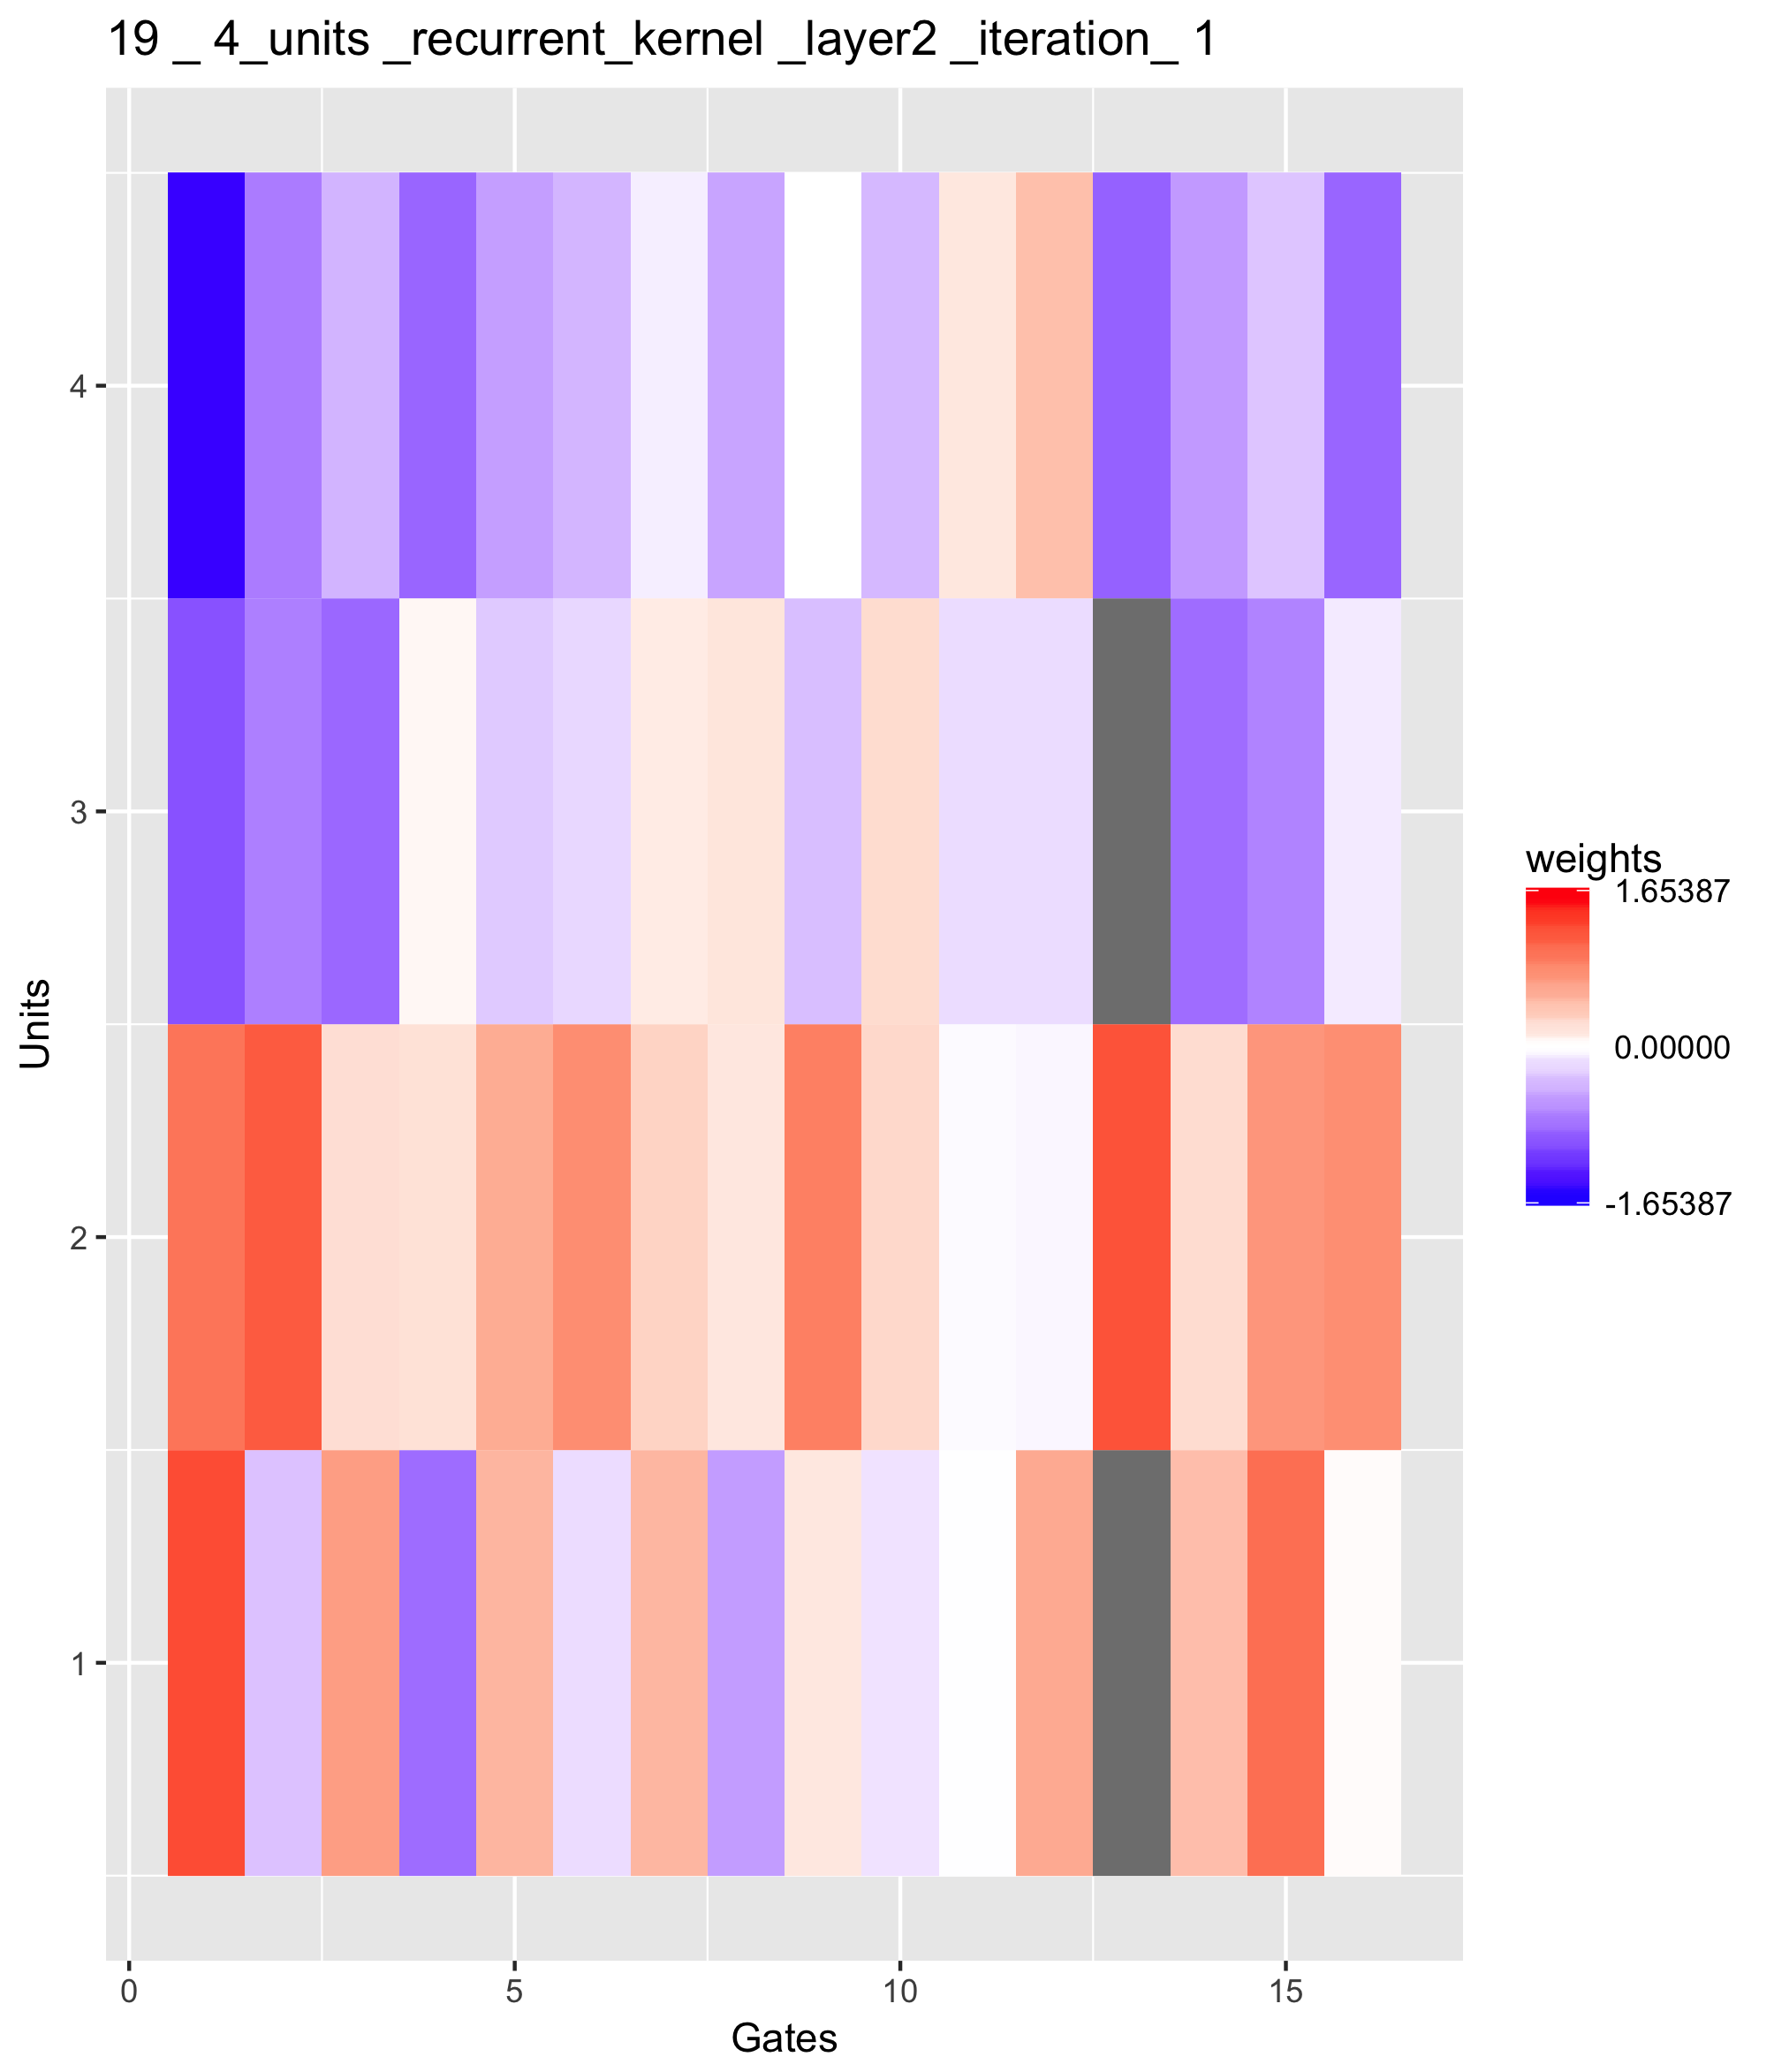 19 _ 4_units _recurrent_kernel _layer2 _iteration_ 1
4
3
2
1
Units
0 5 10 15
Gates
weights
1.65387
0.00000
-1.65387